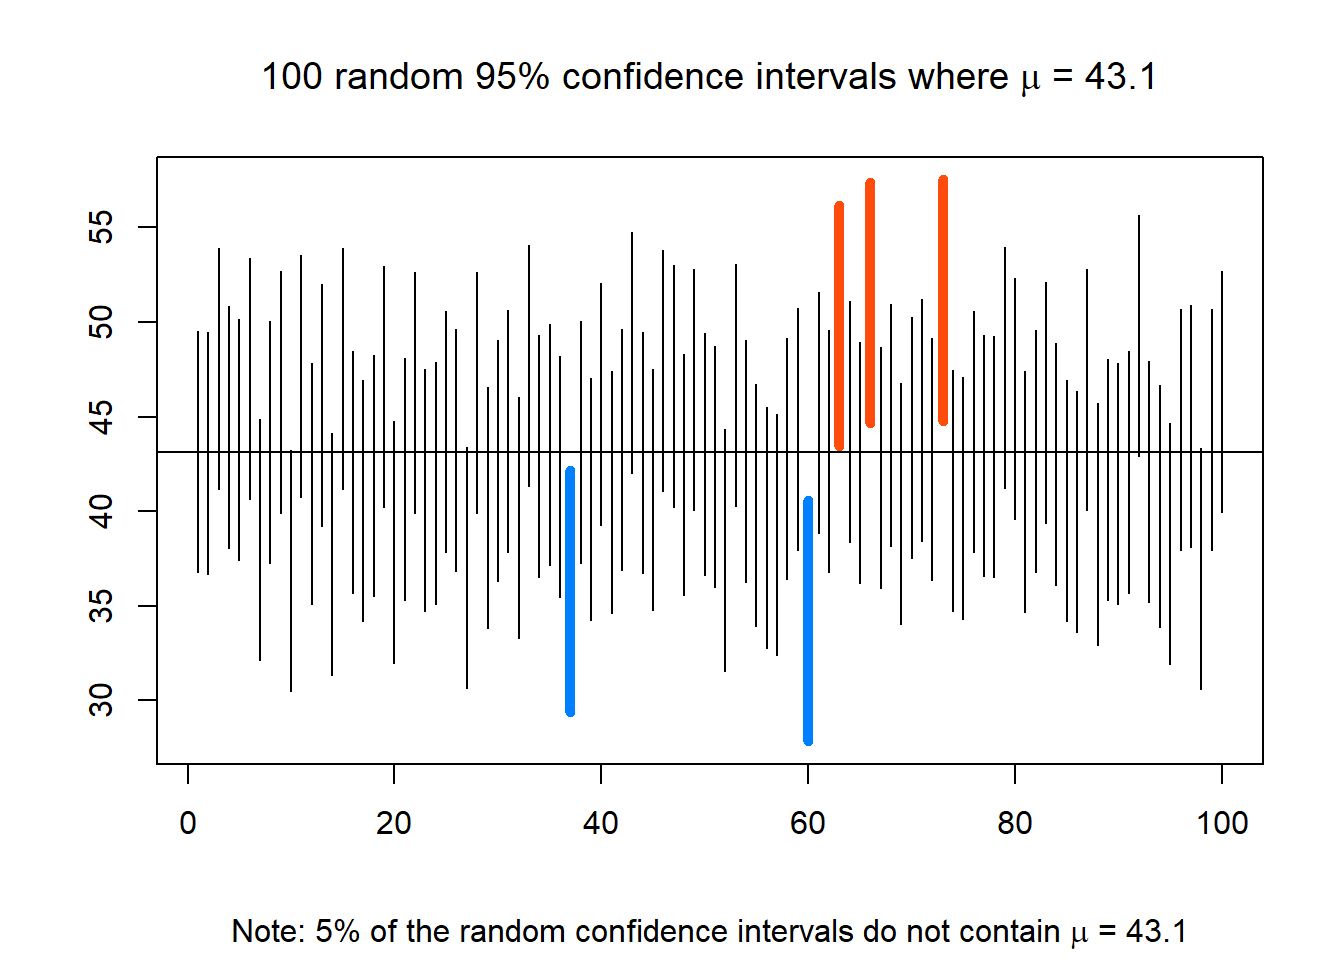 100 random 95% confidence intervals where μ = 43.1
55
50
45
40
35
30
0 20 40 60 80 100
Note: 5% of the random confidence intervals do not contain μ = 43.1